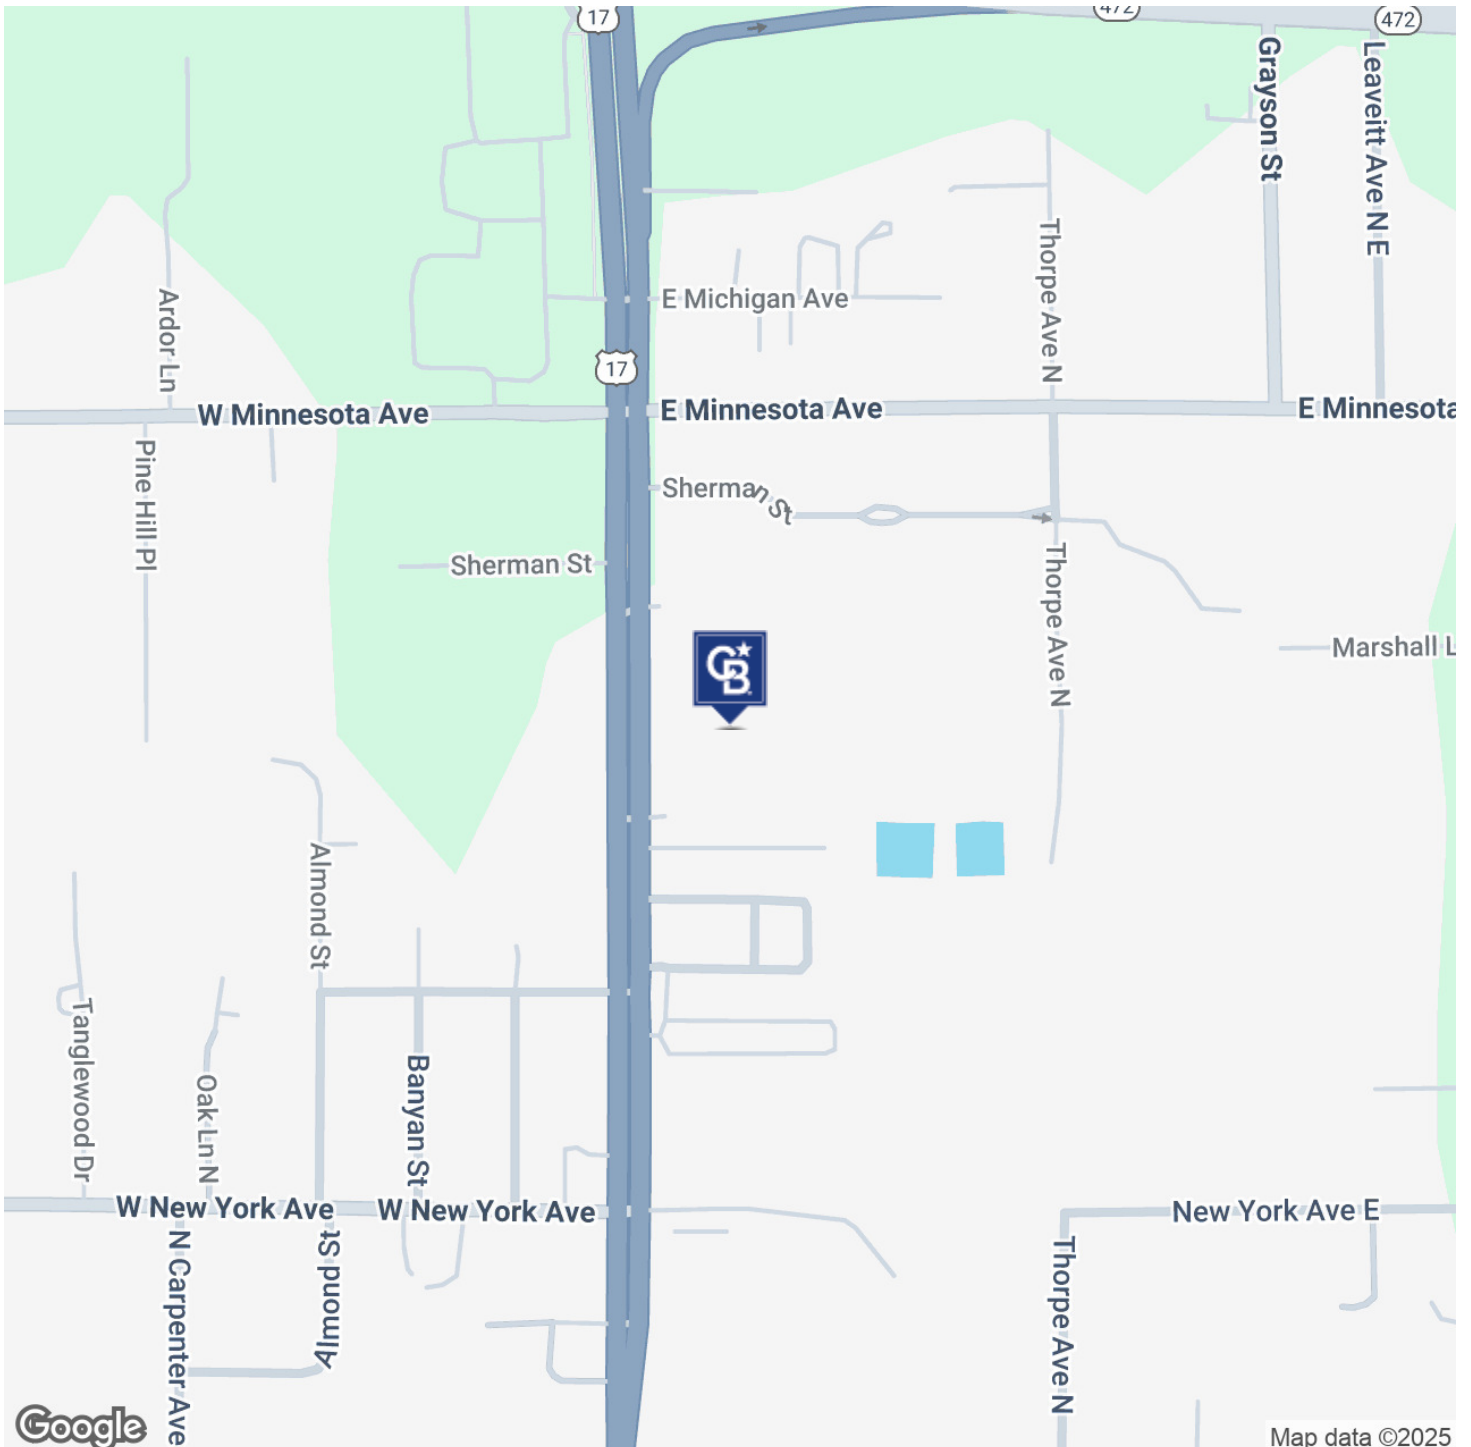 17
472
472
Grayson St
Leaveitt Ave N E
Thorpe Ave N
Ardor Ln
E Michigan Ave
17
W Minnesota Ave
E Minnesota Ave
E Minnesota
Pine Hill Pl
Sherman St
Sherman St
Thorpe Ave N
Marshall L
CB
Almond St
Tanglewood Dr
Oak Ln N
Banyan St
W New York Ave
W New York Ave
New York Ave E
N Carpenter Ave
Almond St
Thorpe Ave N
Google
Map data ©2025